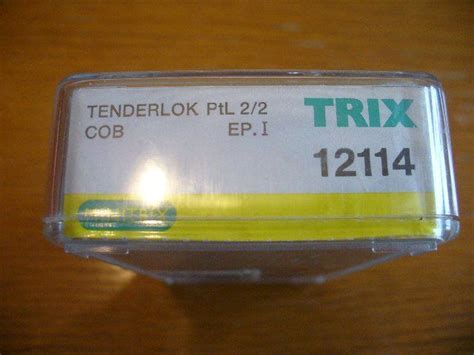 TENDERLOK PtL 2/2 TRIX
COB EP. I
12114